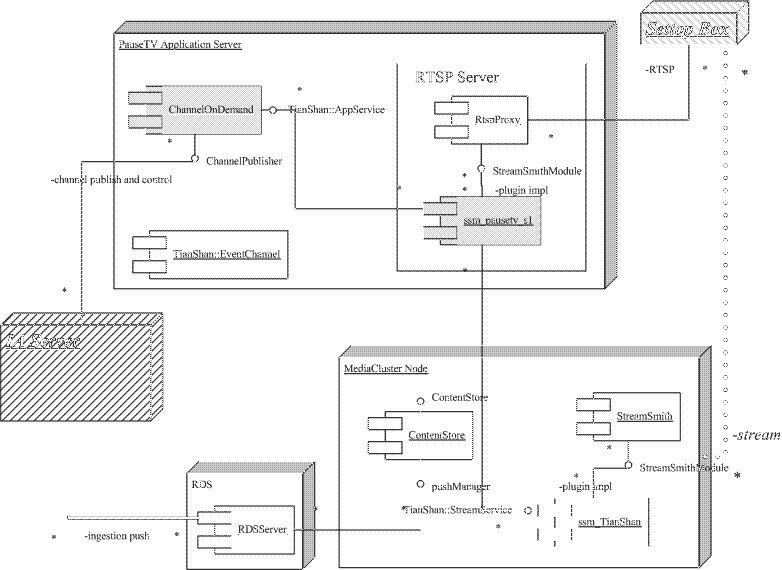 PauseTV Application Server
Settop Box
RTSP Server
-RTSP
ChannelOnDemand
TianShan::AppService
RtspProxy
ChannelPublisher
StreamSmithModule
-channel publish and control
-plugin impl
ssm_pausetv_s1
TianShan::EventChannel
MediaCluster Node
ContentStore
StreamSmith
ContentStore
-stream
StreamSmithModule
RDS
pushManager
-plugin impl
TianShan::StreamService
ssm_TianShan
RDSServer
-ingestion push